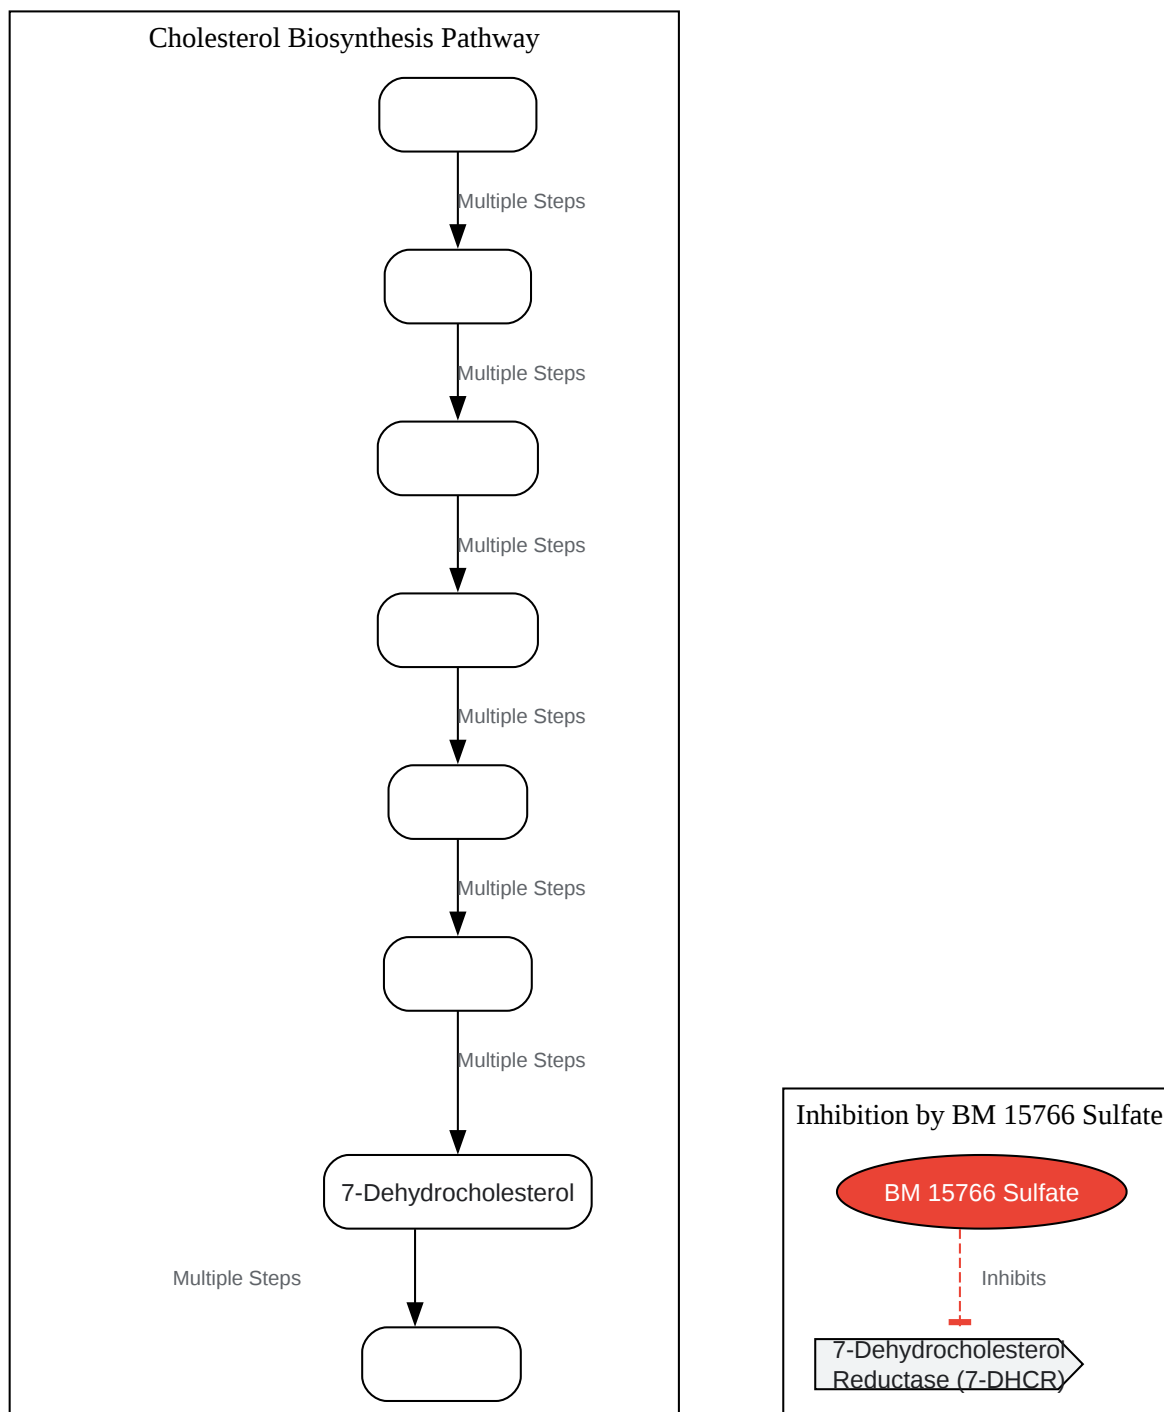 Cholesterol Biosynthesis Pathway
Multiple Steps
Multiple Steps
Multiple Steps
Multiple Steps
Multiple Steps
Multiple Steps
7-Dehydrocholesterol
Multiple Steps
Inhibition by BM 15766 Sulfate
BM 15766 Sulfate
Inhibits
7-Dehydrocholesterol
Reductase (7-DHCR)